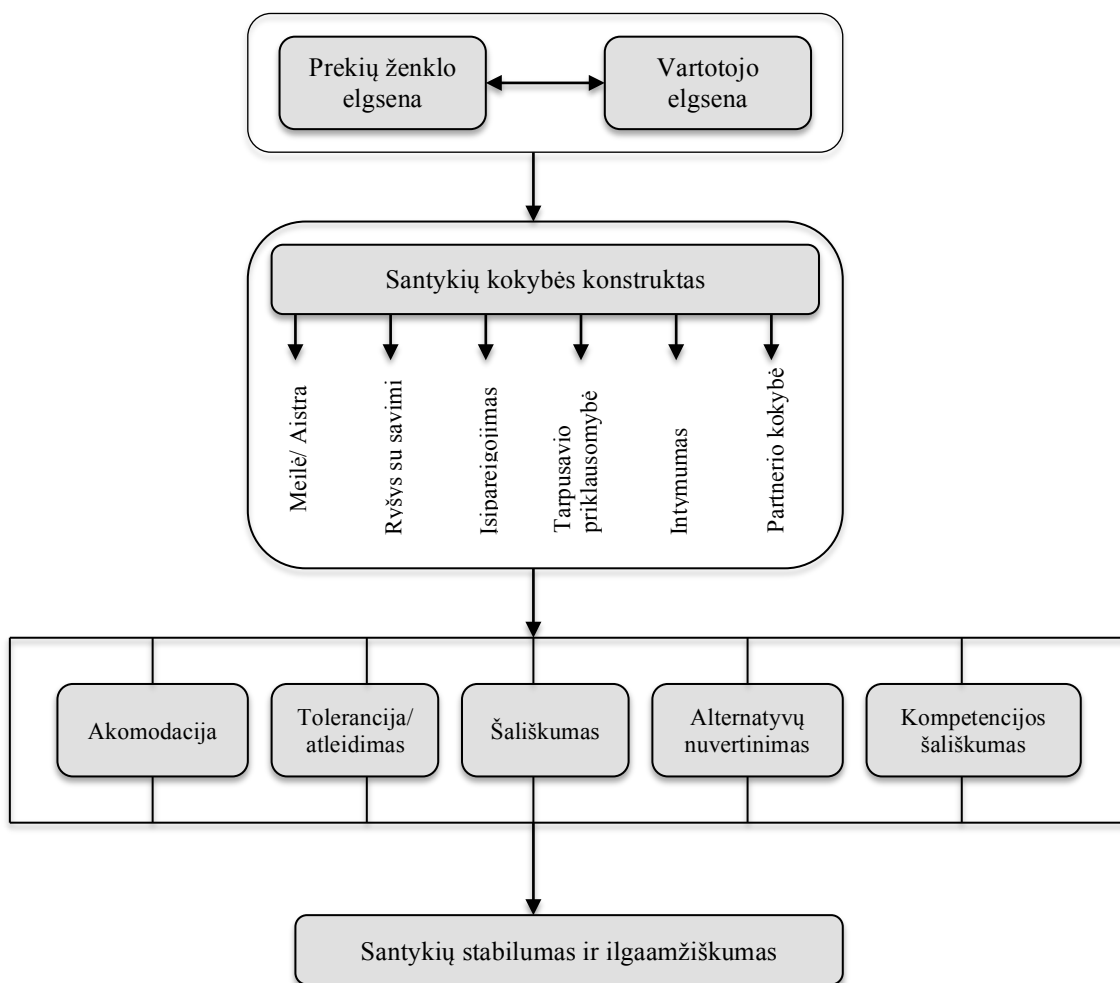 Prekių ženklo
elgsena
Vartotojo
elgsena
Santykių kokybės konstruktas
Meilė/ Aistra
Ryšys su savimi
Įsipareigojimas
Tarpusavio
priklausomybė
Intymumas
Partnerio kokybė
Akomodacija
Tolerancija/
atleidimas
Šališkumas
Alternatyvų
nuvertinimas
Kompetencijos
šališkumas
Santykių stabilumas ir ilgaamžiškumas